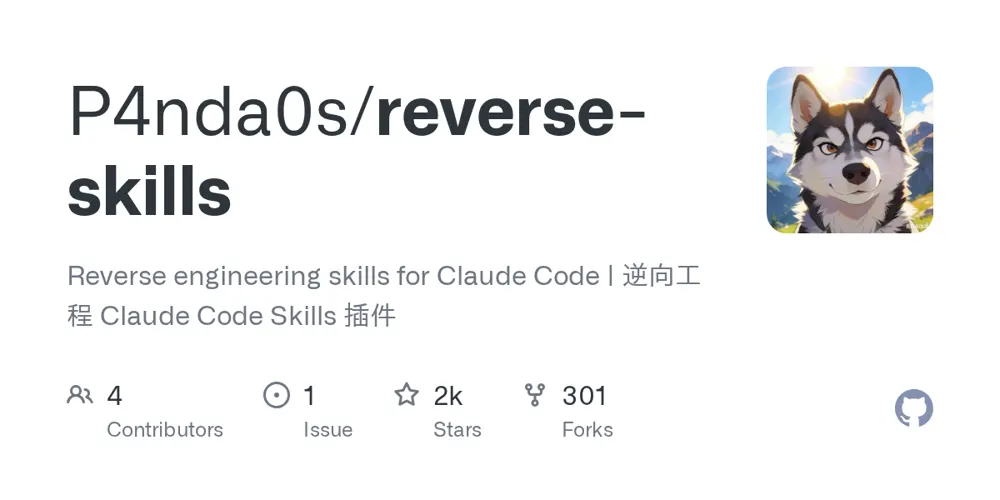 P4nda0s/reverse-
skills
Reverse engineering skills for Claude Code | 逆向工
程 Claude Code Skills 插件
4
Contributors
1
Issue
2k
Stars
301
Forks